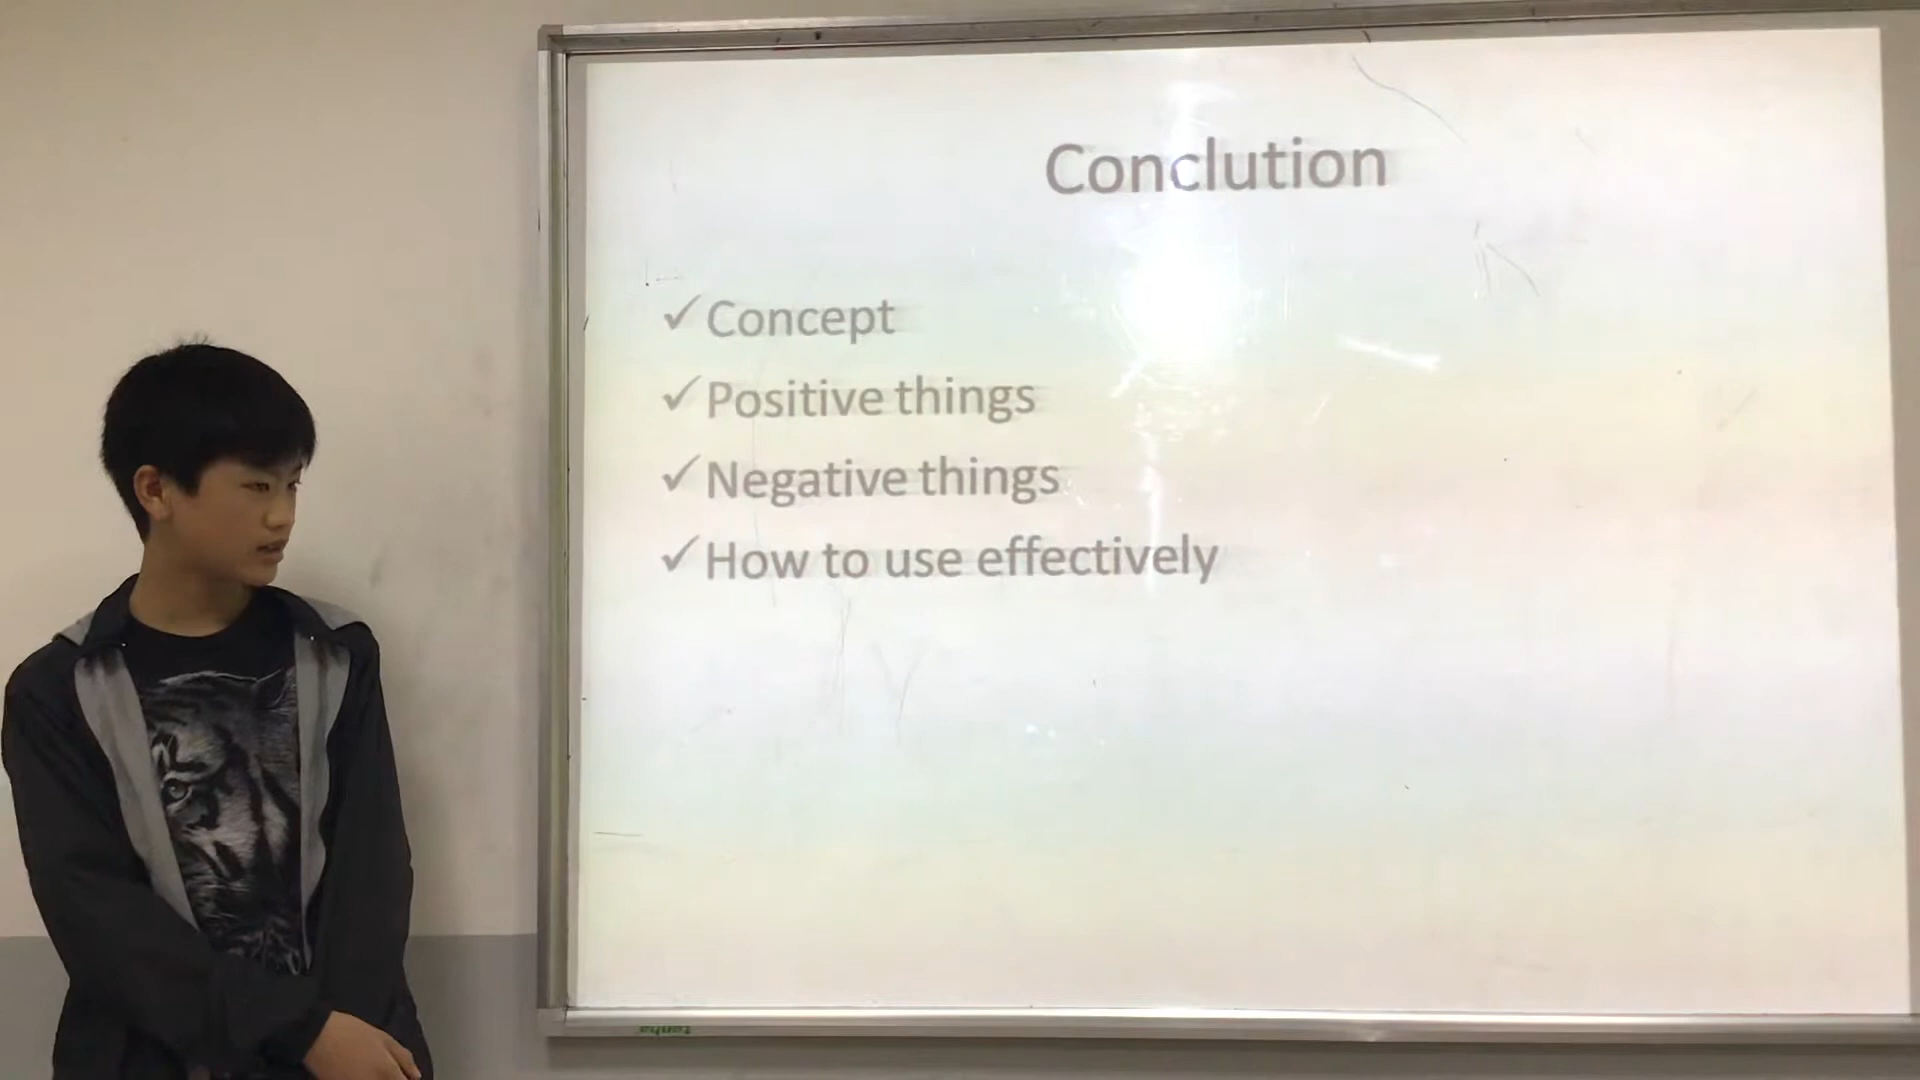 Conclution
✓ Concept
✓ Positive things
✓ Negative things
✓ How to use effectively